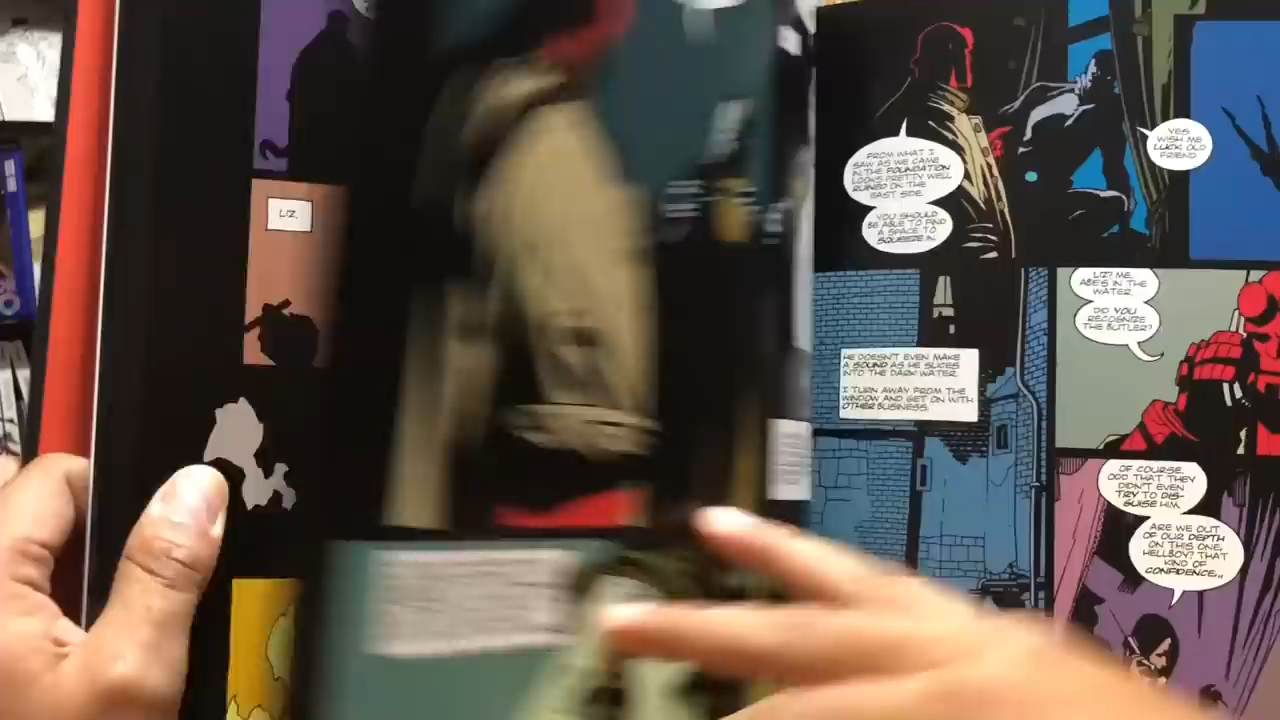 LIZ.
FROM WHAT I
SAW AS WE CAME
IN THE FOUNDATION
LOOKS PRETTY WELL
RUINED ON THE
EAST SIDE.
YOU SHOULD
BE ABLE TO FIND
A SPACE TO
SQUEEZE IN.
YES.
WISH ME
LUCK, OLD
FRIEND.
HE DOESN'T EVEN MAKE
A SOUND AS HE SLICES
INTO THE DARK WATER.
I TURN AWAY FROM THE
WINDOW AND GET ON WITH
OTHER BUSINESS.
LIZ? ME.
ABE'S IN THE
WATER.
DID YOU
RECOGNIZE
THE BUTLER?
OF COURSE.
ODD THAT THEY
DIDN'T EVEN
TRY TO DIS-
GUISE HIM.
ARE WE OUT
OF OUR DEPTH
ON THIS ONE,
HELLBOY? THAT
KIND OF
CONFIDENCE...